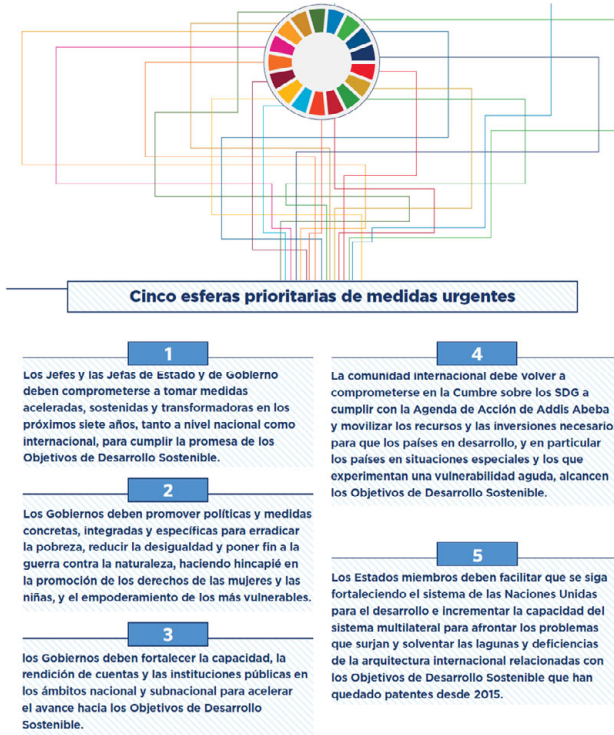 Cinco esferas prioritarias de medidas urgentes
1
Los Jefes y las Jefas de Estado y de Gobierno
deben comprometerse a tomar medidas
aceleradas, sostenidas y transformadoras en los
próximos siete años, tanto a nivel nacional como
internacional, para cumplir la promesa de los
Objetivos de Desarrollo Sostenible.
2
Los Gobiernos deben promover políticas y medidas
concretas, integradas y específicas para erradicar
la pobreza, reducir la desigualdad y poner fin a la
guerra contra la naturaleza, haciendo hincapié en
la promoción de los derechos de las mujeres y las
niñas, y el empoderamiento de los más vulnerables.
3
los Gobiernos deben fortalecer la capacidad, la
rendición de cuentas y las instituciones públicas en
los ámbitos nacional y subnacional para acelerar
el avance hacia los Objetivos de Desarrollo
Sostenible.
4
La comunidad internacional debe volver a
comprometerse en la Cumbre sobre los SDG a
cumplir con la Agenda de Acción de Addis Abeba
y movilizar los recursos y las inversiones necesario
para que los países en desarrollo, y en particular
los países en situaciones especiales y los que
experimentan una vulnerabilidad aguda, alcancen
los Objetivos de Desarrollo Sostenible.
5
Los Estados miembros deben facilitar que se siga
fortaleciendo el sistema de las Naciones Unidas
para el desarrollo e incrementar la capacidad del
sistema multilateral para afrontar los problemas
que surjan y solventar las lagunas y deficiencias
de la arquitectura internacional relacionadas con
los Objetivos de Desarrollo Sostenible que han
quedado patentes desde 2015.